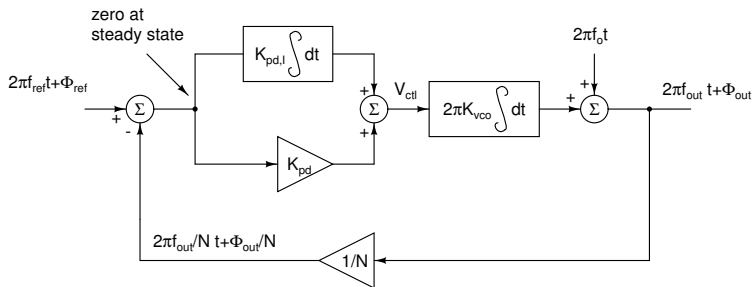 zero at
steady state
2πf_ref t+Φ_ref
+
-
Σ
K_pd,I ∫ dt
K_pd
+
+
Σ
V_ctl
2πK_vco ∫ dt
2πf_o t
+
+
Σ
2πf_out t+Φ_out
2πf_out/N t+Φ_out/N
1/N